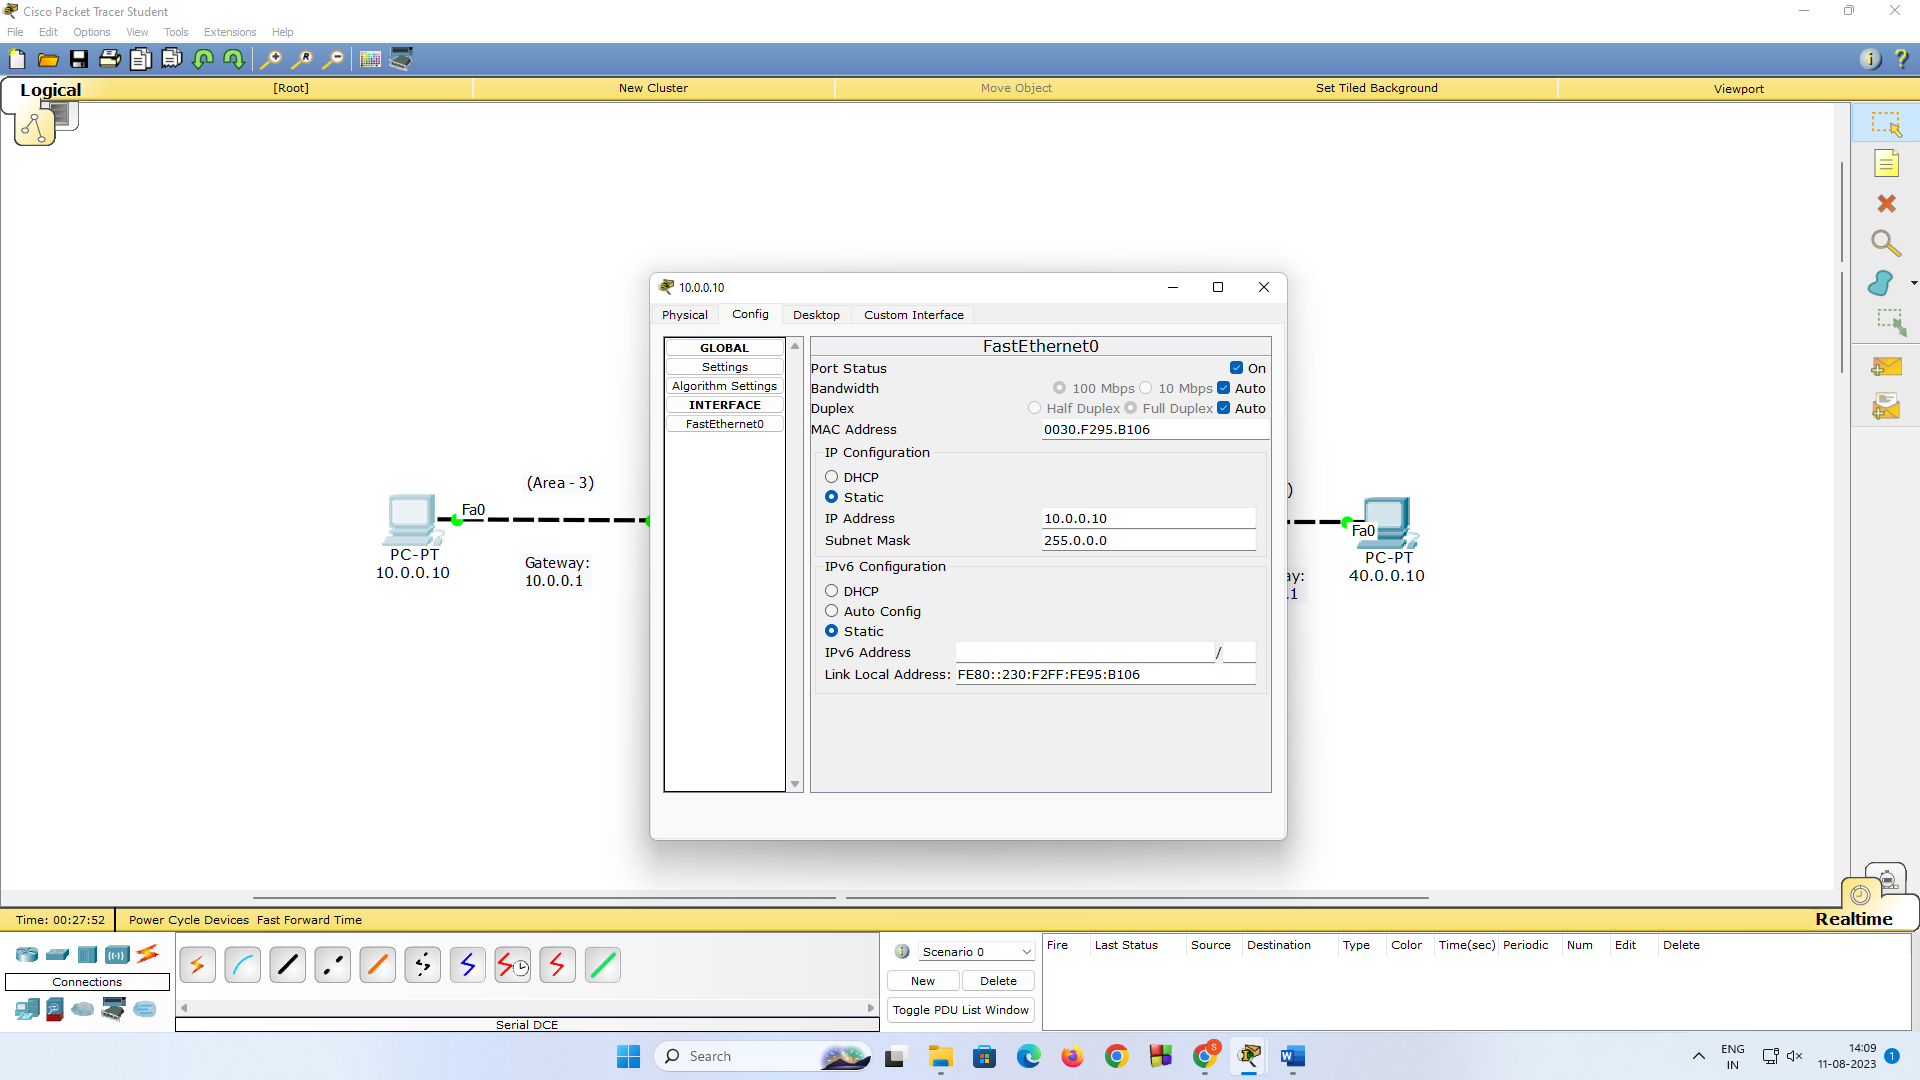 Cisco Packet Tracer Student
File Edit Options View Tools Extensions Help
Logical [Root] New Cluster Move Object Set Tiled Background Viewport
10.0.0.10
Physical Config Desktop Custom Interface
GLOBAL
Settings
Algorithm Settings
INTERFACE
FastEthernet0
FastEthernet0
Port Status On
Bandwidth 100 Mbps 10 Mbps Auto
Duplex Half Duplex Full Duplex Auto
MAC Address 0030.F295.B106
IP Configuration
DHCP
Static
IP Address 10.0.0.10
Subnet Mask 255.0.0.0
IPv6 Configuration
DHCP
Auto Config
Static
IPv6 Address /
Link Local Address: FE80::230:F2FF:FE95:B106
(Area - 3)
Fa0
PC-PT
10.0.0.10
Gateway:
10.0.0.1
)
Fa0
PC-PT
40.0.0.10
ay:
.1
Time: 00:27:52 Power Cycle Devices Fast Forward Time
Realtime
Connections
Serial DCE
Scenario 0
New Delete
Toggle PDU List Window
Fire Last Status Source Destination Type Color Time(sec) Periodic Num Edit Delete
Search
S
W
ENG
IN
14:09
11-08-2023
1